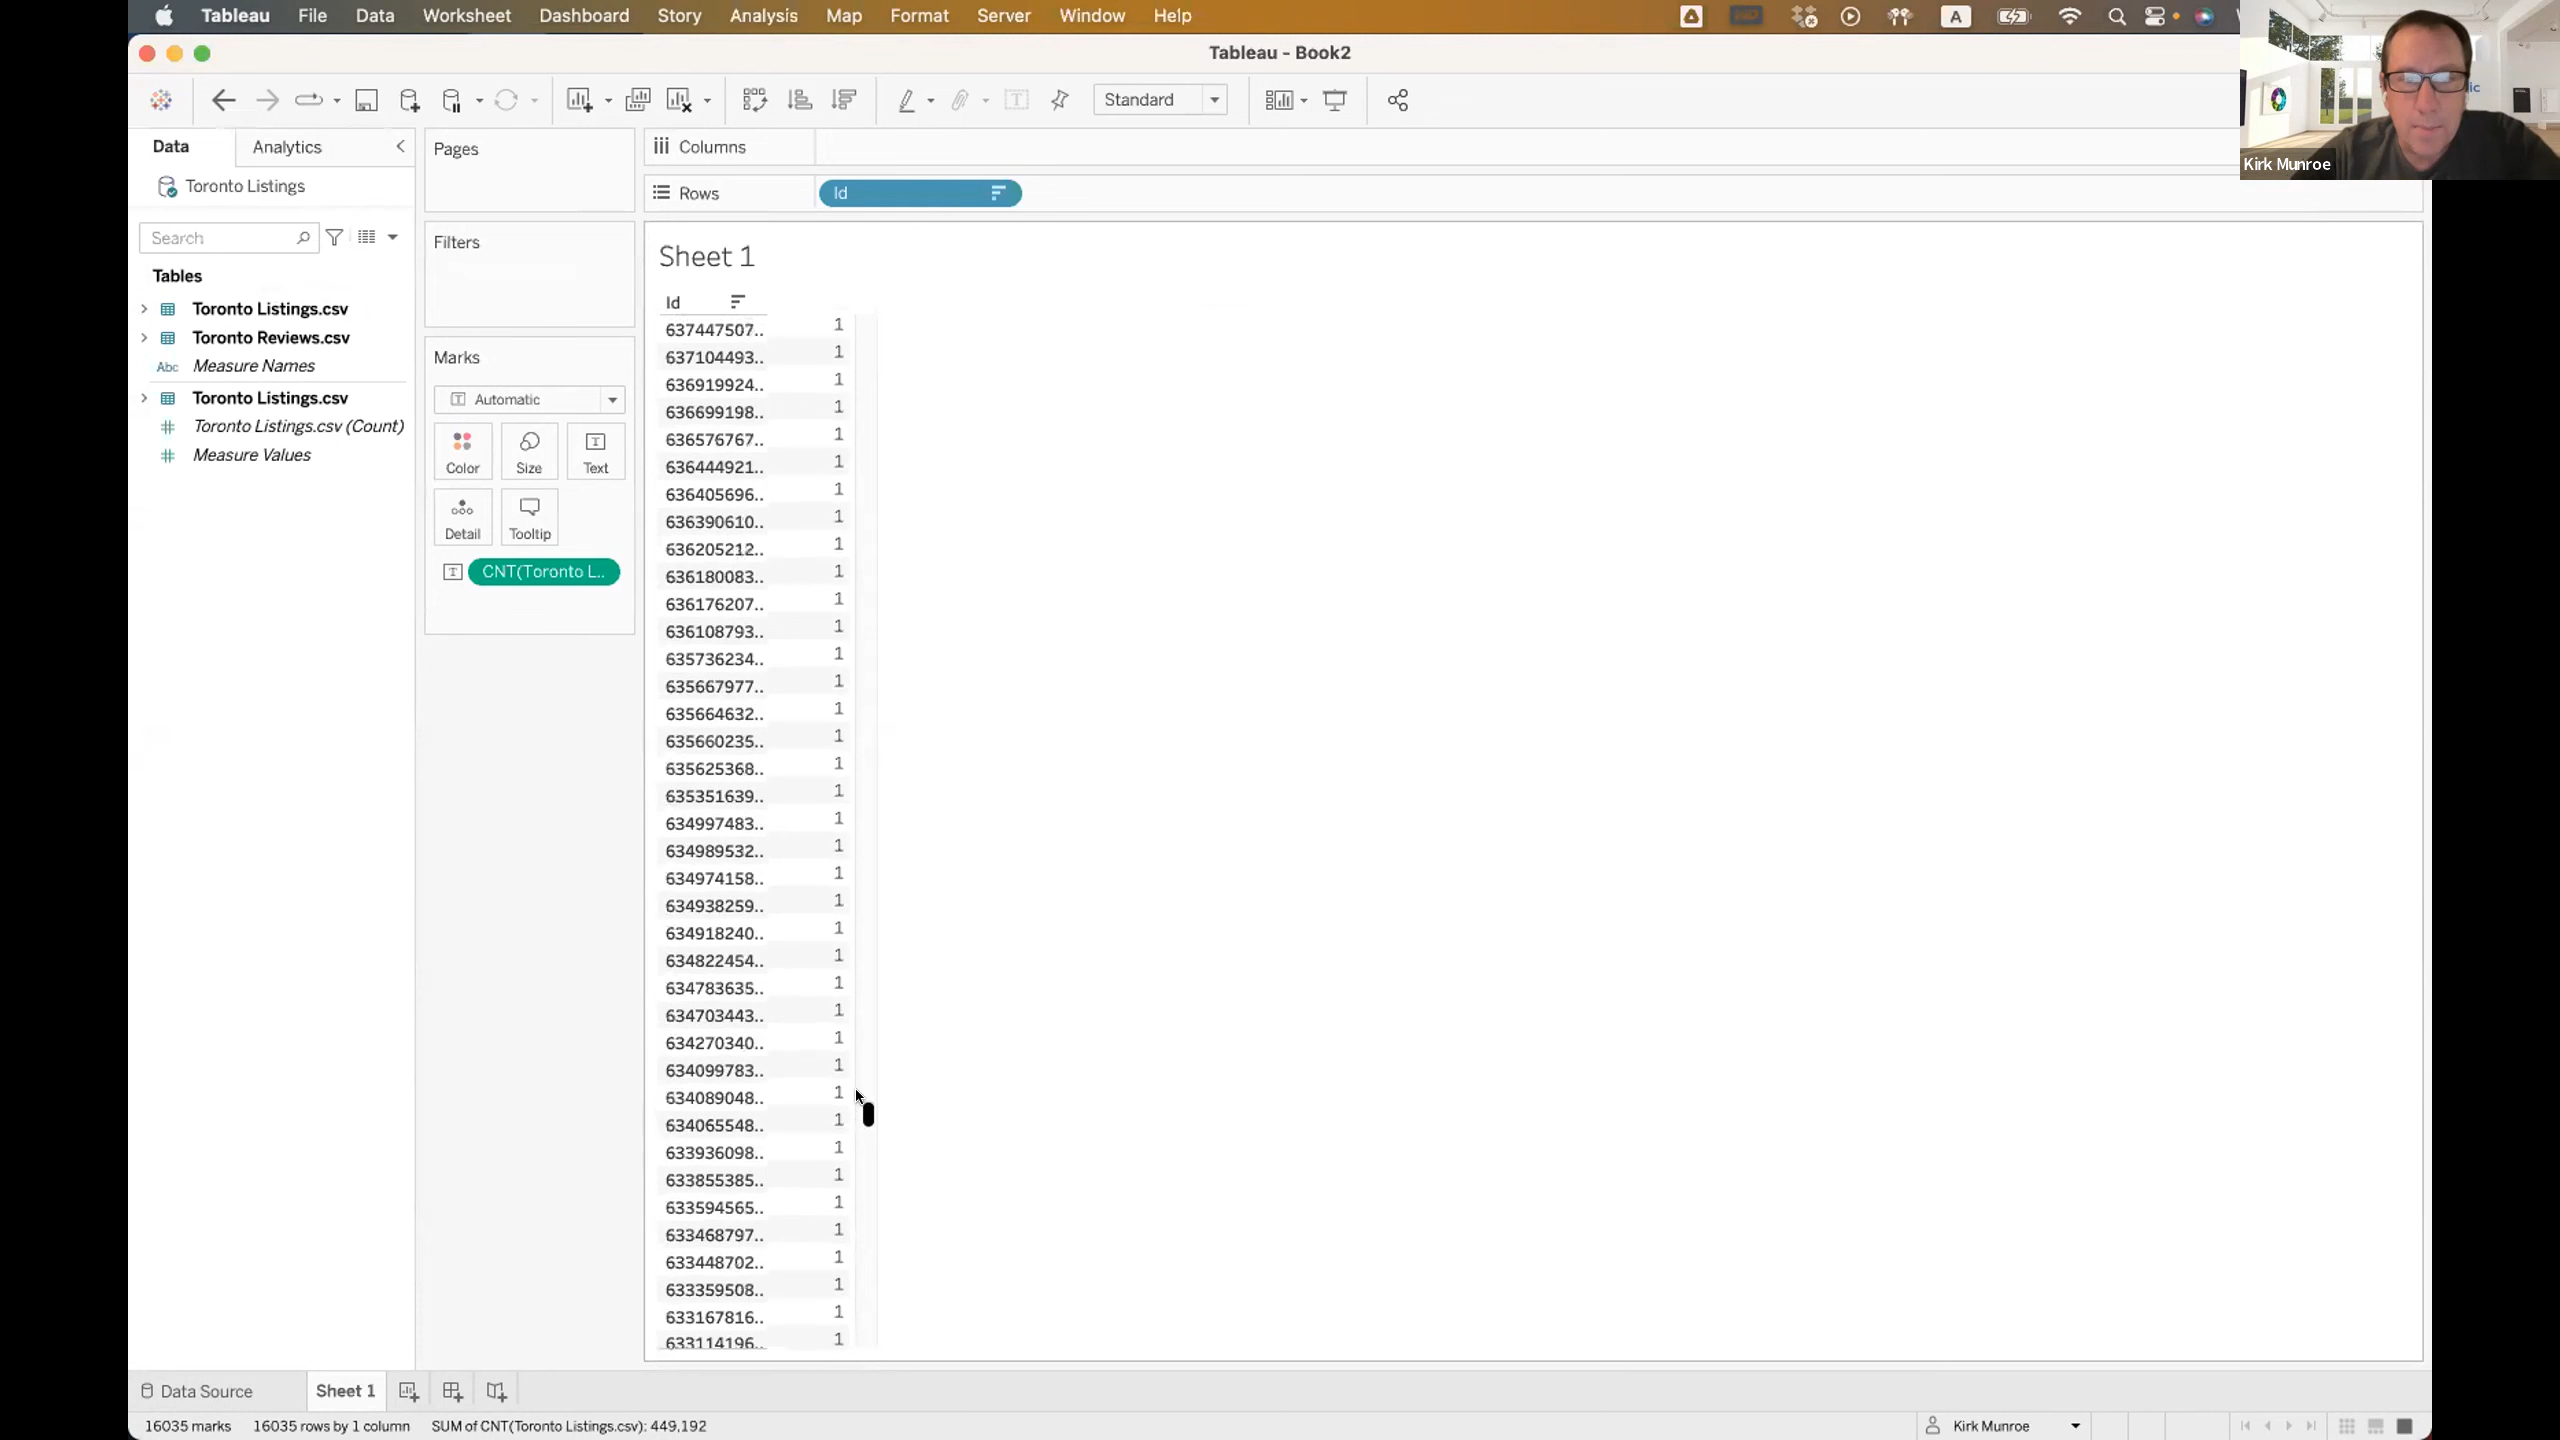 Tableau File Data Worksheet Dashboard Story Analysis Map Format Server Window Help
Tableau - Book2
Standard
Data Analytics
Toronto Listings
Search
Tables
Toronto Listings.csv
Toronto Reviews.csv
Abc Measure Names
Toronto Listings.csv
Toronto Listings.csv (Count)
Measure Values
Pages
Filters
Marks
Automatic
Color Size Text
Detail Tooltip
CNT(Toronto L..
Columns
Rows Id
Sheet 1
Id
637447507.. 1
637104493.. 1
636919924.. 1
636699198.. 1
636576767.. 1
636444921.. 1
636405696.. 1
636390610.. 1
636205212.. 1
636180083.. 1
636176207.. 1
636108793.. 1
635736234.. 1
635667977.. 1
635664632.. 1
635660235.. 1
635625368.. 1
635351639.. 1
634997483.. 1
634989532.. 1
634974158.. 1
634938259.. 1
634918240.. 1
634822454.. 1
634783635.. 1
634703443.. 1
634270340.. 1
634099783.. 1
634089048.. 1
634065548.. 1
633936098.. 1
633855385.. 1
633594565.. 1
633468797.. 1
633448702.. 1
633359508.. 1
633167816.. 1
633114196.. 1
Data Source Sheet 1
16035 marks 16035 rows by 1 column SUM of CNT(Toronto Listings.csv): 449,192
Kirk Munroe
Kirk Munroe